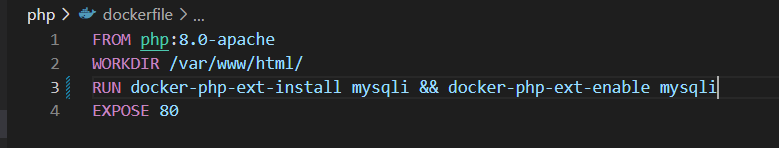 php > dockerfile > ...
1 FROM php:8.0-apache
2 WORKDIR /var/www/html/
3 RUN docker-php-ext-install mysqli && docker-php-ext-enable mysqli
4 EXPOSE 80